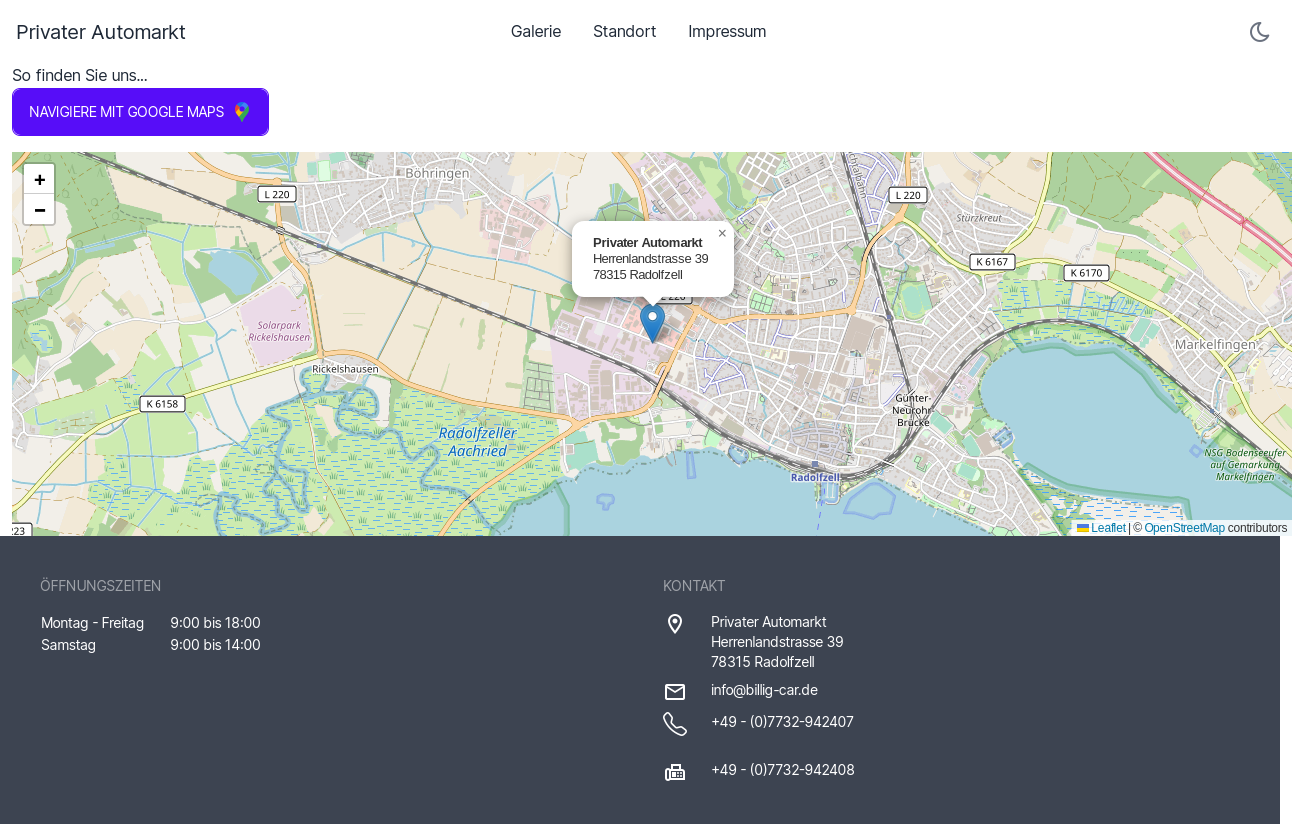 Privater Automarkt
Galerie Standort Impressum
So finden Sie uns...
NAVIGIERE MIT GOOGLE MAPS
+
−
Böhringen
L 220
L 220
Stürzkreut
K 6167
K 6170
Privater Automarkt ×
Herrenlandstrasse 39
78315 Radolfzell
Solarpark
Rickelshausen
Rickelshausen
Markelfingen
K 6158
Günter-
Neurohr-
Brücke
Radolfzeller
Aachried
Radolfzell
NSG Bodenseeufer
auf Gemarkung
Markelfingen
Leaflet | © OpenStreetMap contributors
ÖFFNUNGSZEITEN
Montag - Freitag 9:00 bis 18:00
Samstag 9:00 bis 14:00
KONTAKT
Privater Automarkt
Herrenlandstrasse 39
78315 Radolfzell
info@billig-car.de
+49 - (0)7732-942407
+49 - (0)7732-942408